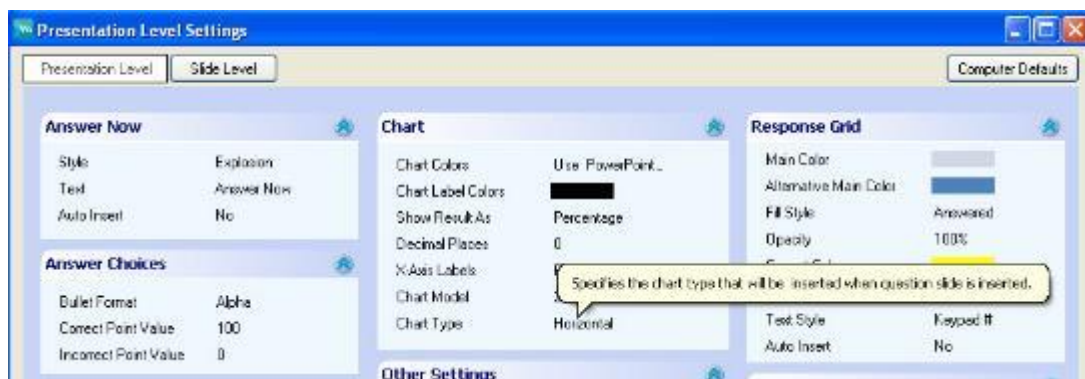 Presentation Level Settings
Presentation Level Slide Level Computer Defaults
Answer Now
Style Explosion
Text Answer Now
Auto Insert No
Answer Choices
Bullet Format Alpha
Correct Point Value 100
Incorrect Point Value 0
Chart
Chart Colors Use PowerPoint...
Chart Label Colors
Show Result As Percentage
Decimal Places 0
X-Axis Labels
Chart Model
Chart Type Horizontal
Specifies the chart type that will be inserted when question slide is inserted.
Other Settings
Response Grid
Main Color
Alternative Main Color
Fill Style Answered
Opacity 100%
Text Style Keypad #
Auto Insert No